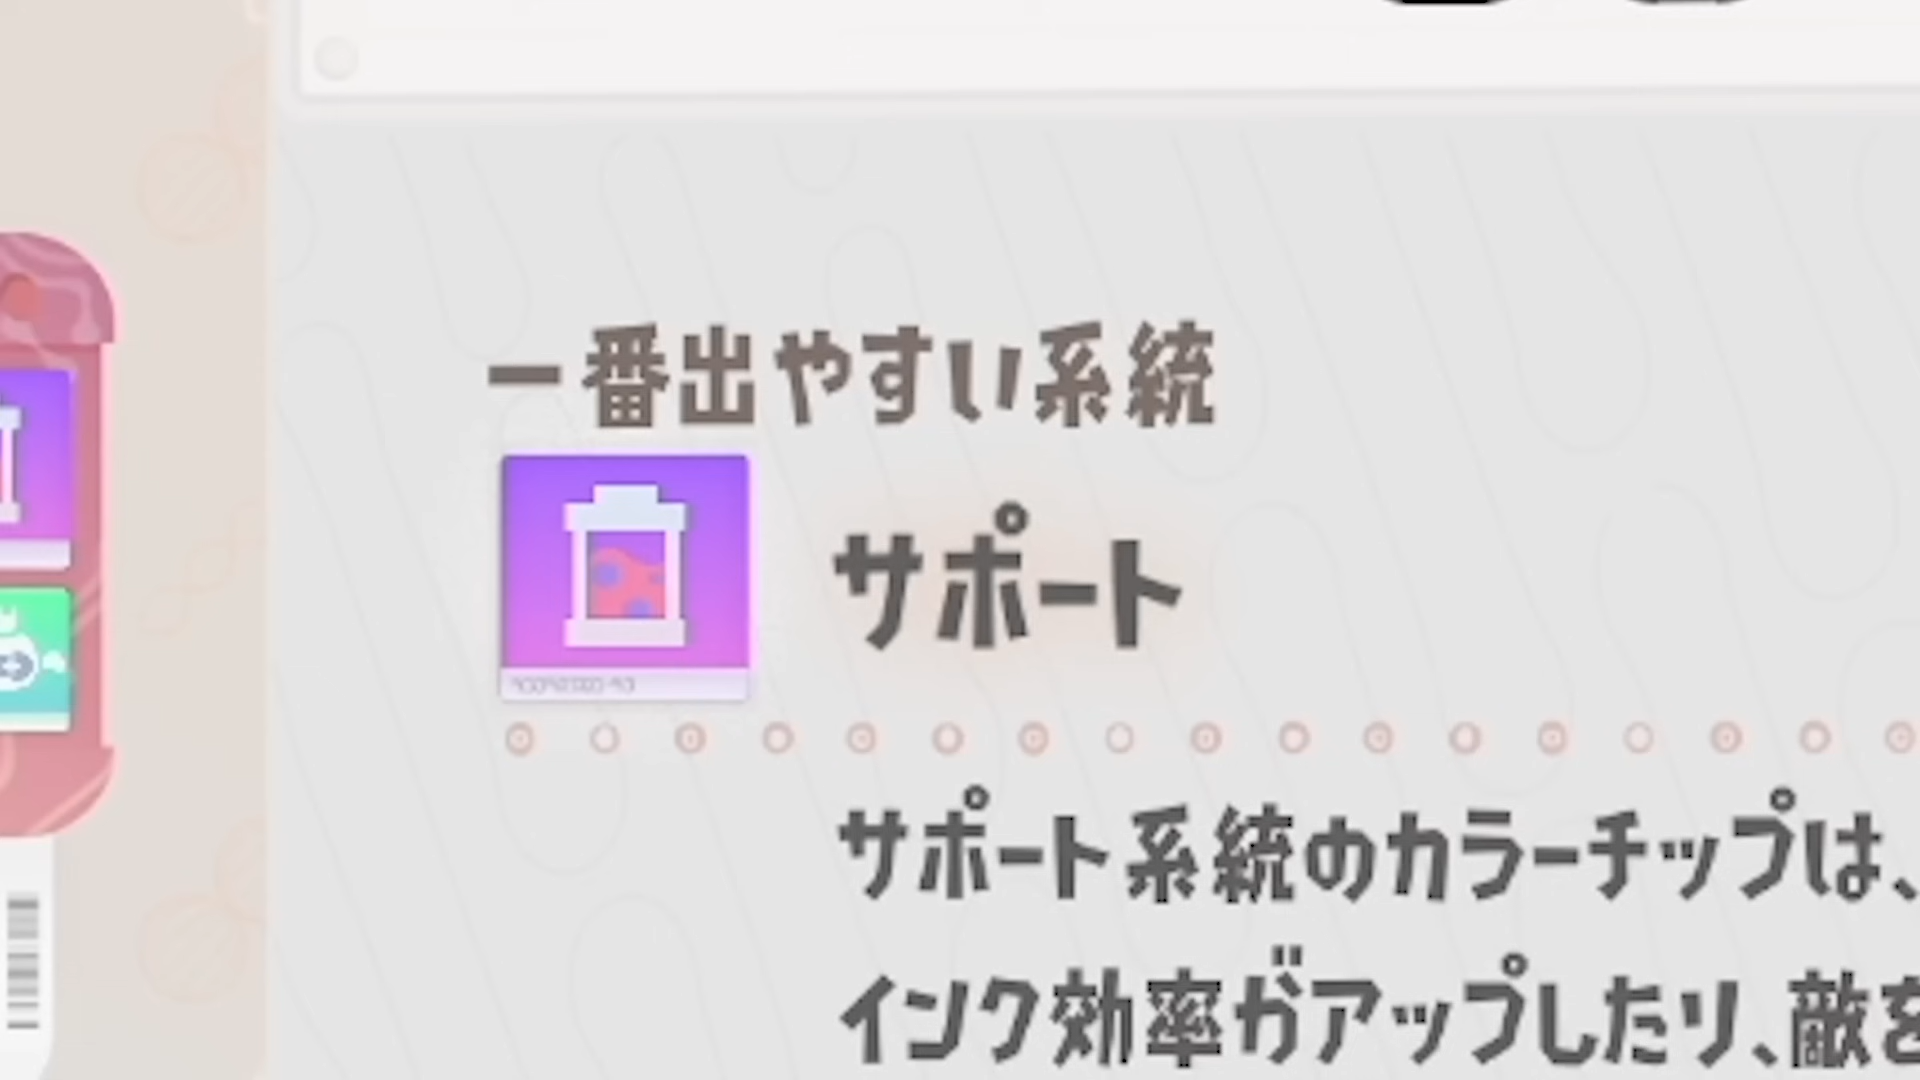 一番出やすい系統
サポート
サポート系統のカラーチップは、
インク効率がアップしたり、敵を